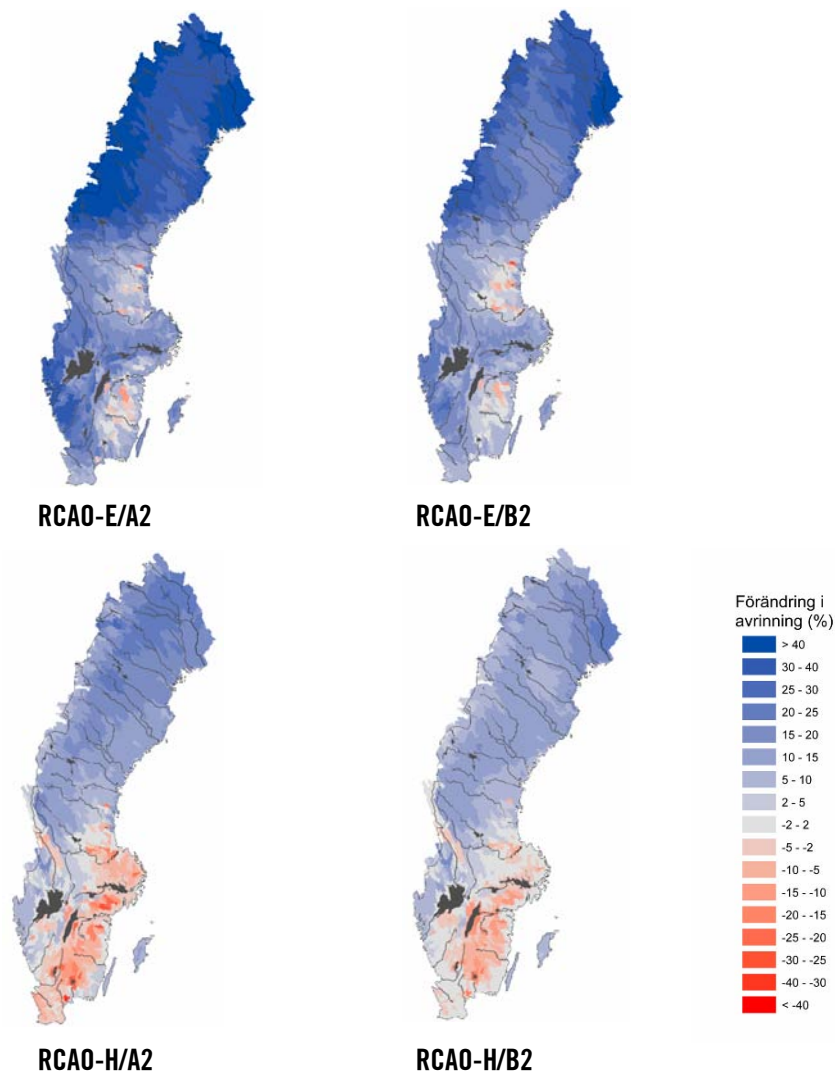 RCAO-E/A2
RCAO-E/B2
RCAO-H/A2
RCAO-H/B2
Förändring i
avrinning (%)
> 40
30 - 40
25 - 30
20 - 25
15 - 20
10 - 15
5 - 10
2 - 5
-2 - 2
-5 - -2
-10 - -5
-15 - -10
-20 - -15
-25 - -20
-30 - -25
-40 - -30
< -40